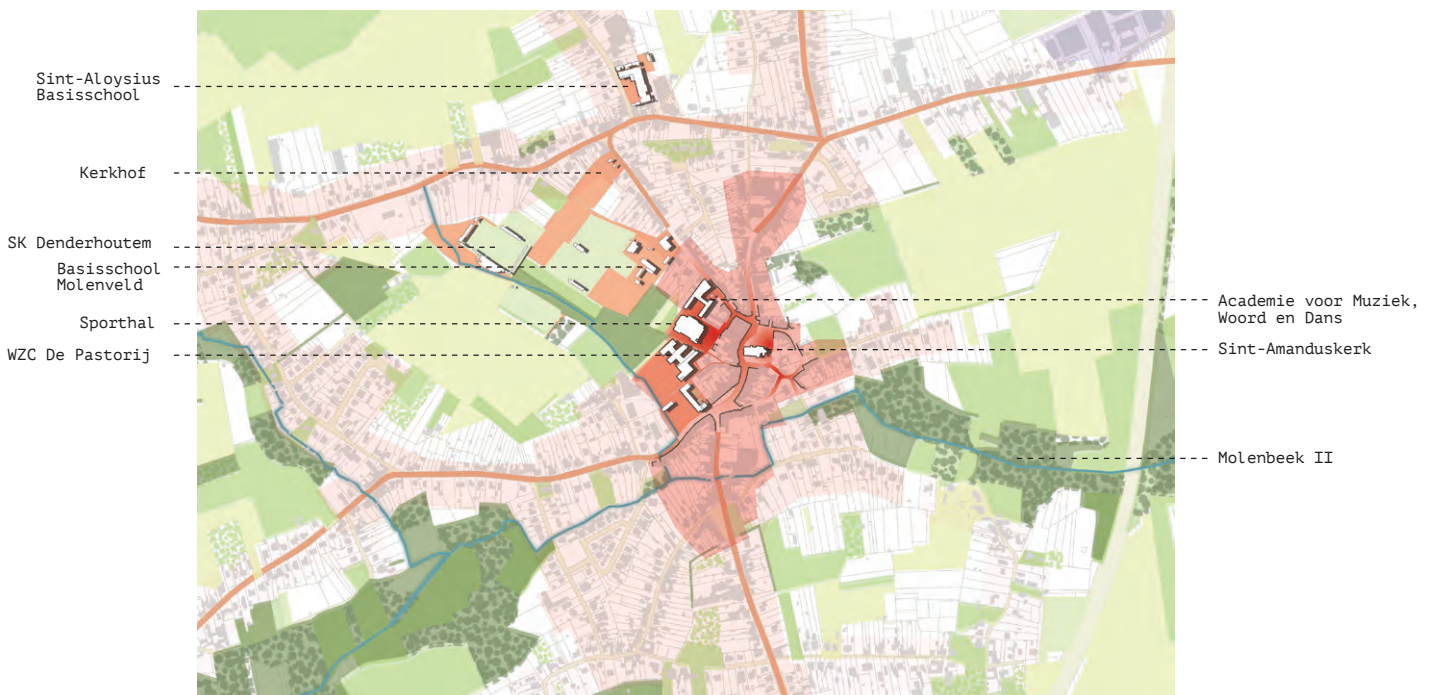 Sint-Aloysius
Basisschool
Kerkhof
SK Denderhoutem
Basisschool
Molenveld
Sporthal
WZC De Pastorij
Academie voor Muziek,
Woord en Dans
Sint-Amanduskerk
Molenbeek II